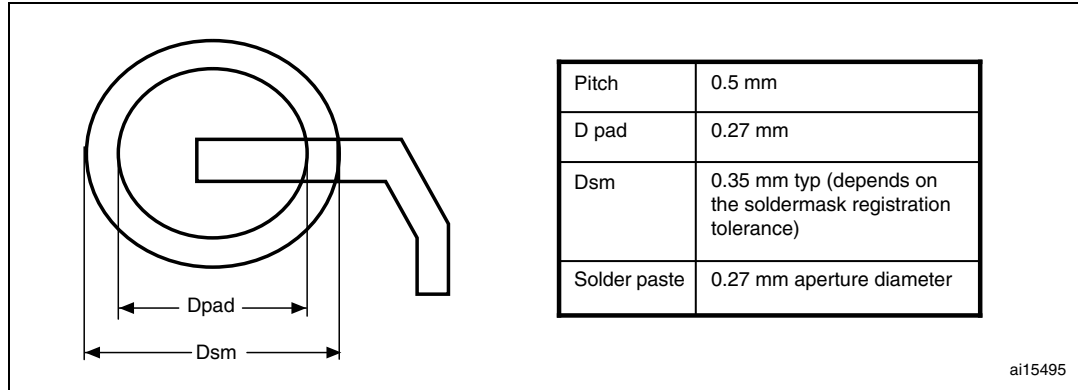 Dpad
Dsm
Pitch 0.5 mm
D pad 0.27 mm
Dsm 0.35 mm typ (depends on
the soldermask registration
tolerance)
Solder paste 0.27 mm aperture diameter
ai15495